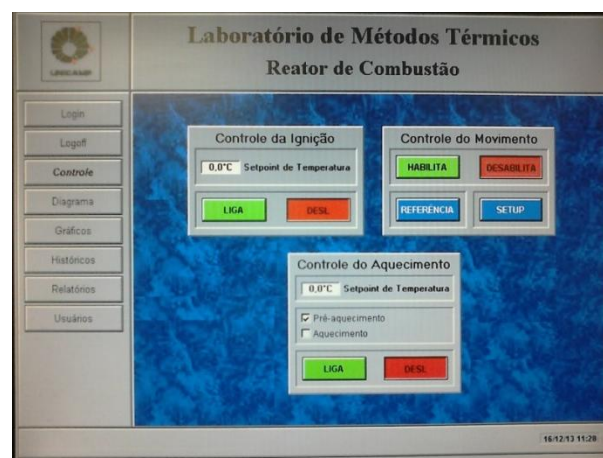 Laboratório de Métodos Térmicos
Reator de Combustão
UNICAMP
Login
Logoff
Controle
Diagrama
Gráficos
Históricos
Relatórios
Usuários
Controle da Ignição
0,0°C Setpoint de Temperatura
LIGA DESL
Controle do Movimento
HABILITA DESABILITA
REFERÊNCIA SETUP
Controle do Aquecimento
0,0°C Setpoint de Temperatura
Pré-aquecimento
Aquecimento
LIGA DESL
16/12/13 11:28